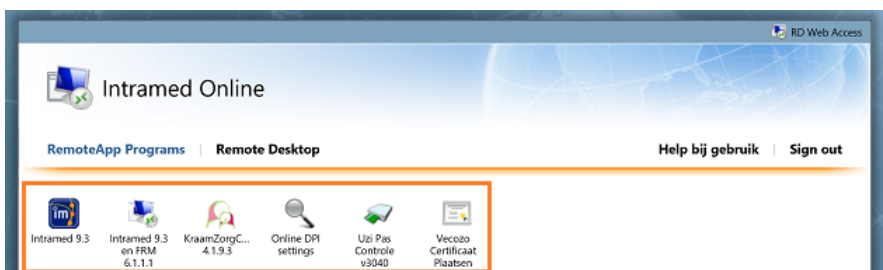 RD Web Access
Intramed Online
RemoteApp Programs | Remote Desktop Help bij gebruik | Sign out
im
Intramed 9.3 Intramed 9.3 KraamZorgC... Online DPI Uzi Pas Vecozo
en FRM 4.1.9.3 settings Controle Certificaat
6.1.1.1 v3040 Plaatsen